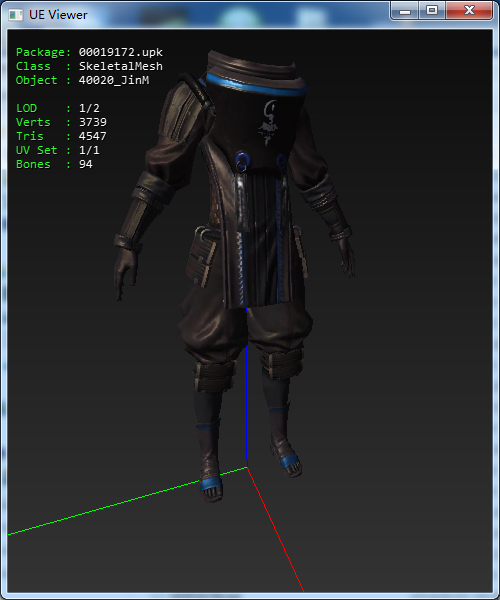 UE Viewer
Package: 00019172.upk
Class : SkeletalMesh
Object : 40020_JinM
LOD : 1/2
Verts : 3739
Tris : 4547
UV Set : 1/1
Bones : 94